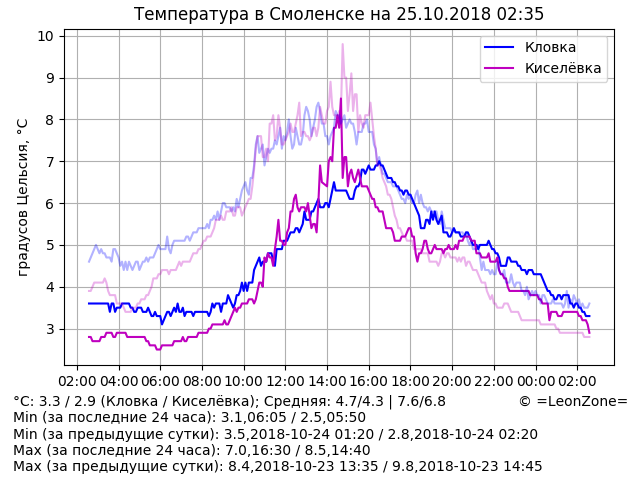 Температура в Смоленске на 25.10.2018 02:35
градусов Цельсия, °C
10
9
8
7
6
5
4
3
Кловка
Киселёвка
02:00 04:00 06:00 08:00 10:00 12:00 14:00 16:00 18:00 20:00 22:00 00:00 02:00
°C: 3.3 / 2.9 (Кловка / Киселёвка); Средняя: 4.7/4.3 | 7.6/6.8 © =LeonZone=
Min (за последние 24 часа): 3.1,06:05 / 2.5,05:50
Min (за предыдущие сутки): 3.5,2018-10-24 01:20 / 2.8,2018-10-24 02:20
Max (за последние 24 часа): 7.0,16:30 / 8.5,14:40
Max (за предыдущие сутки): 8.4,2018-10-23 13:35 / 9.8,2018-10-23 14:45